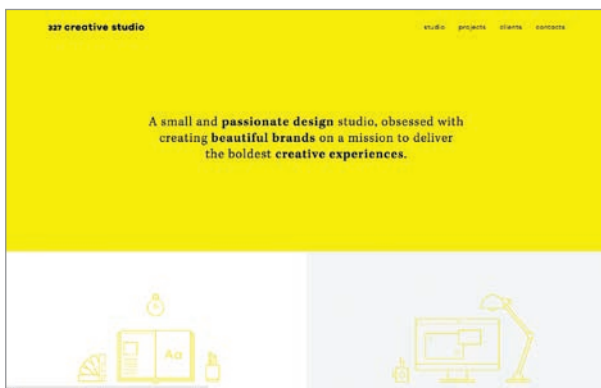 327 creative studio
studio projects clients contacts
A small and passionate design studio, obsessed with
creating beautiful brands on a mission to deliver
the boldest creative experiences.
Aa